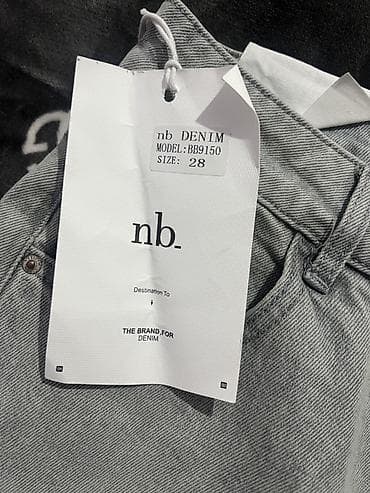 nb DENIM
MODEL:BB9150
SIZE: 28
nb-
Destination To
THE BRAND.FOR
DENIM